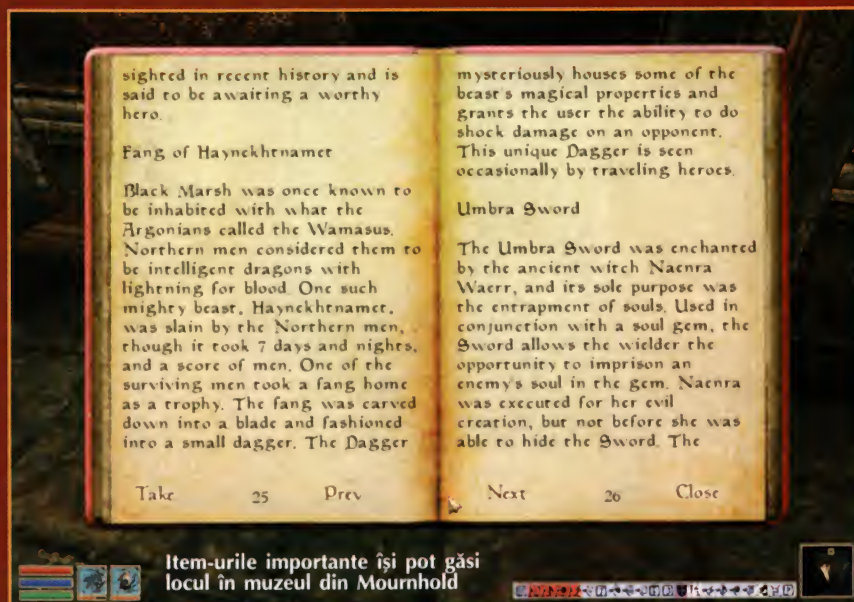 sighted in recent history and is
said to be awaiting a worthy
hero.
Fang of Haynekhtnamet
Black Marsh was once known to
be inhabited with what the
Argonians called the Wamasus.
Northern men considered them to
be intelligent dragons with
lightning for blood. One such
mighty beast, Haynekhtnamet,
was slain by the Northern men,
though it took 7 days and nights,
and a score of men. One of the
surviving men took a fang home
as a trophy. The fang was carved
down into a blade and fashioned
into a small dagger. The Dagger
Take 25 Prev
mysteriously houses some of the
beast's magical properties and
grants the user the ability to do
shock damage on an opponent.
This unique Dagger is seen
occasionally by traveling heroes.
Umbra Sword
The Umbra Sword was enchanted
by the ancient witch Naenra
Waerr, and its sole purpose was
the entrapment of souls. Used in
conjunction with a soul gem, the
Sword allows the wielder the
opportunity to imprison an
enemy's soul in the gem. Naenra
was executed for her evil
creation, but not before she was
able to hide the Sword. The
Next 26 Close
Item-urile importante își pot găsi
locul în muzeul din Mournhold